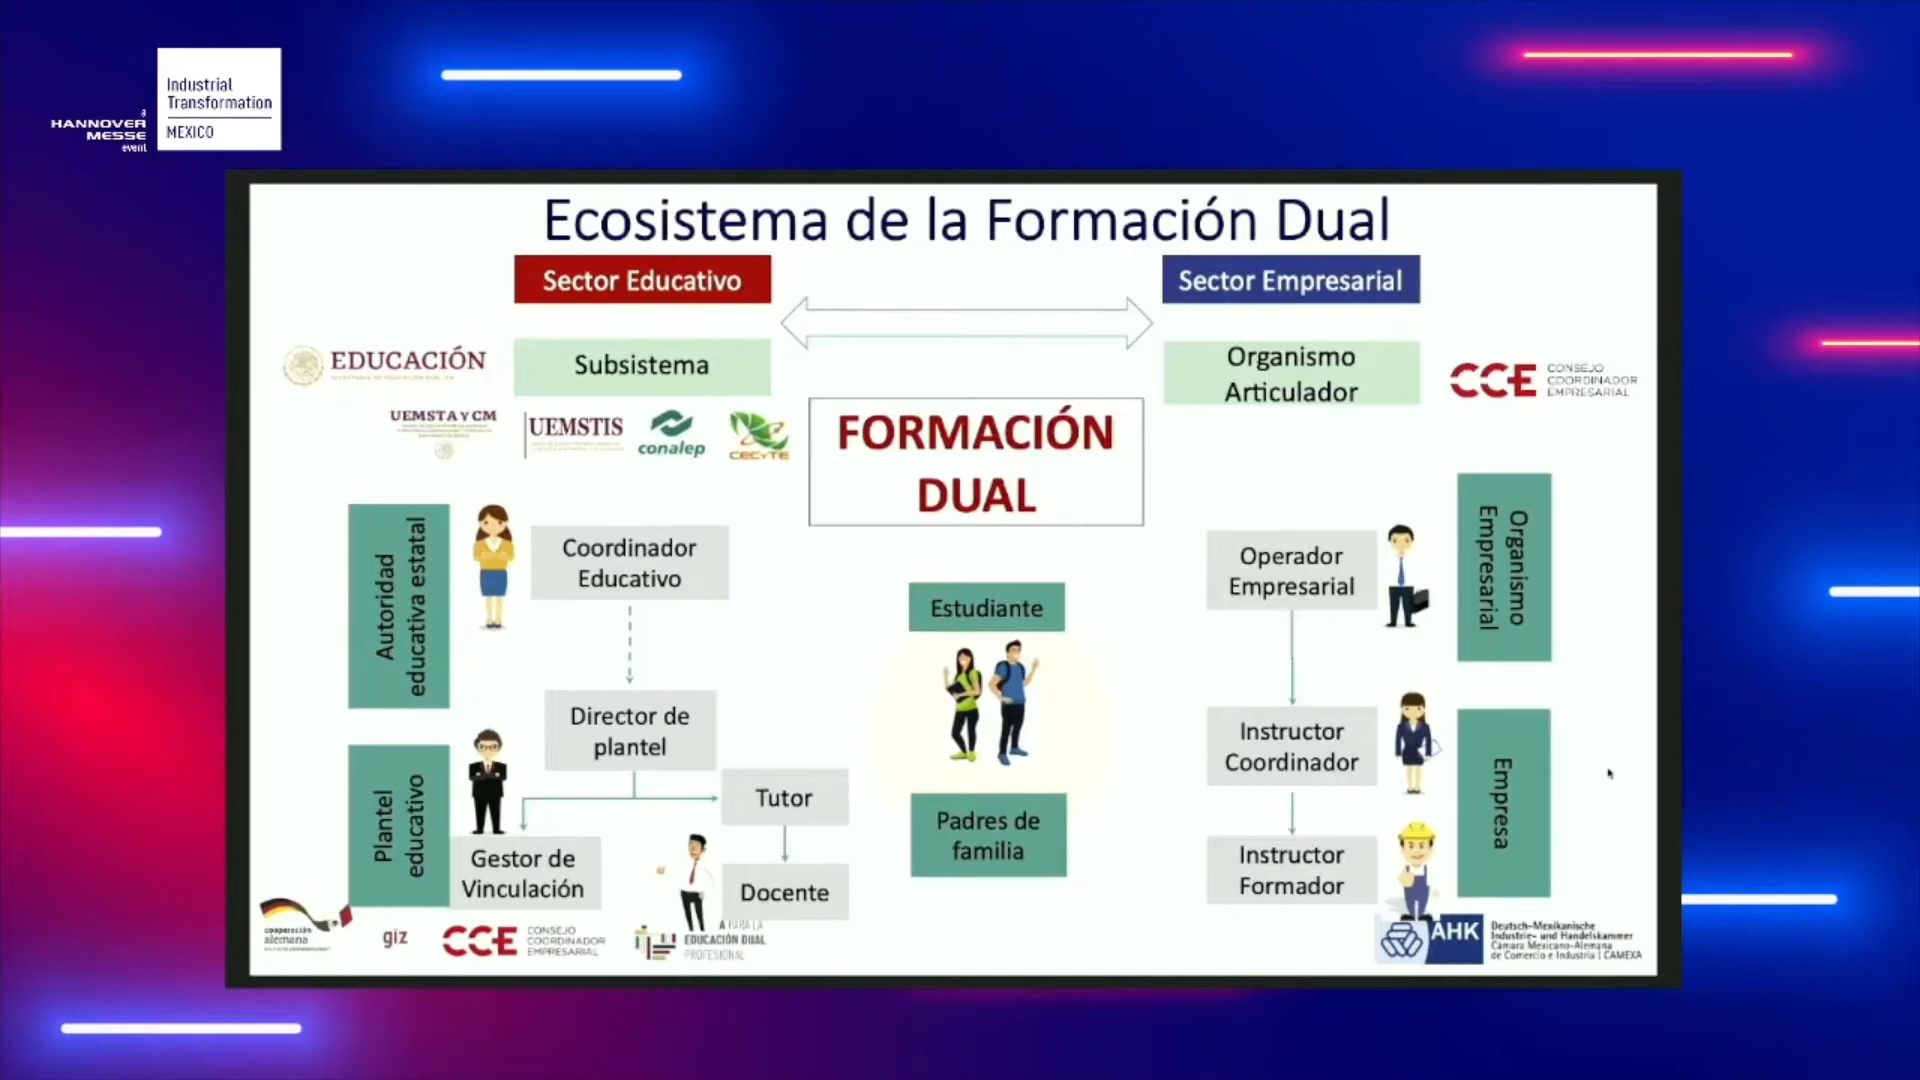 Industrial
Transformation
MEXICO
a
HANNOVER
MESSE
event
Ecosistema de la Formación Dual
Sector Educativo
Sector Empresarial
EDUCACIÓN
Subsistema
Organismo
Articulador
CCE
CONSEJO
COORDINADOR
EMPRESARIAL
UEMSTAYCM
UEMSTIS
conalep
CECyTE
FORMACIÓN
DUAL
Autoridad
educativa estatal
Coordinador
Educativo
Estudiante
Operador
Empresarial
Organismo
Empresarial
Director de
plantel
Instructor
Coordinador
Plantel
educativo
Tutor
Padres de
familia
Empresa
Gestor de
Vinculación
Docente
Instructor
Formador
cooperación
alemana
giz
CCE
CONSEJO
COORDINADOR
EMPRESARIAL
A PARA LA
EDUCACIÓN DUAL
PROFESIONAL
AHK
Deutsch-Mexikanische
Industrie- und Handelskammer
Cámara Mexicano-Alemana
de Comercio e Industria | CAMEXA